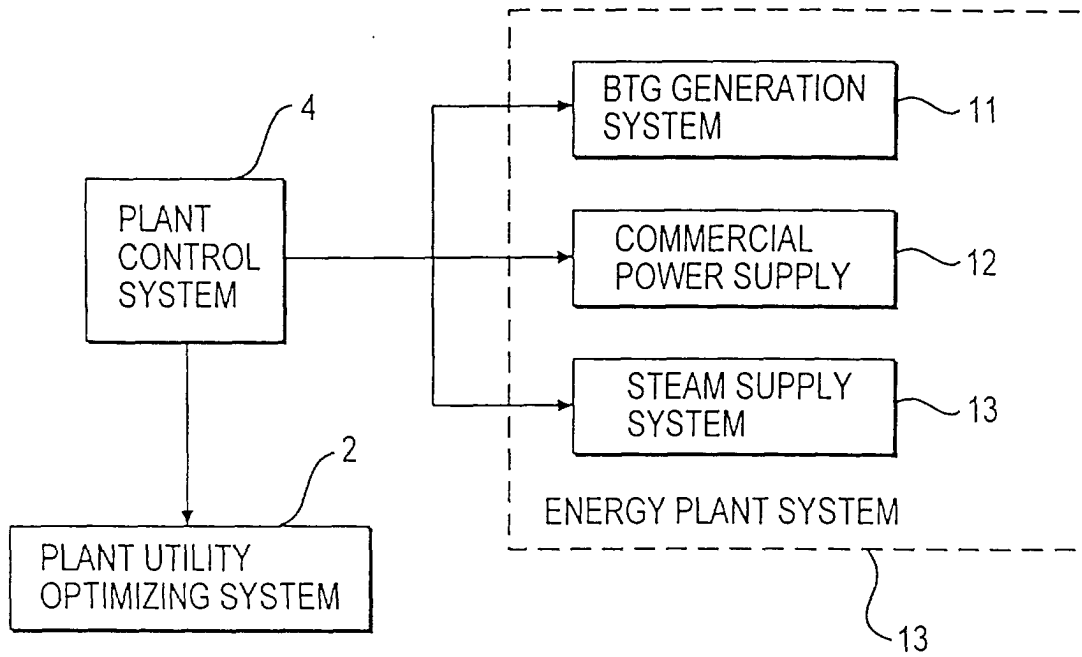 BTG GENERATION
SYSTEM
11
4
PLANT
CONTROL
SYSTEM
COMMERCIAL
POWER SUPPLY
12
STEAM SUPPLY
SYSTEM
13
2
ENERGY PLANT SYSTEM
PLANT UTILITY
OPTIMIZING SYSTEM
13